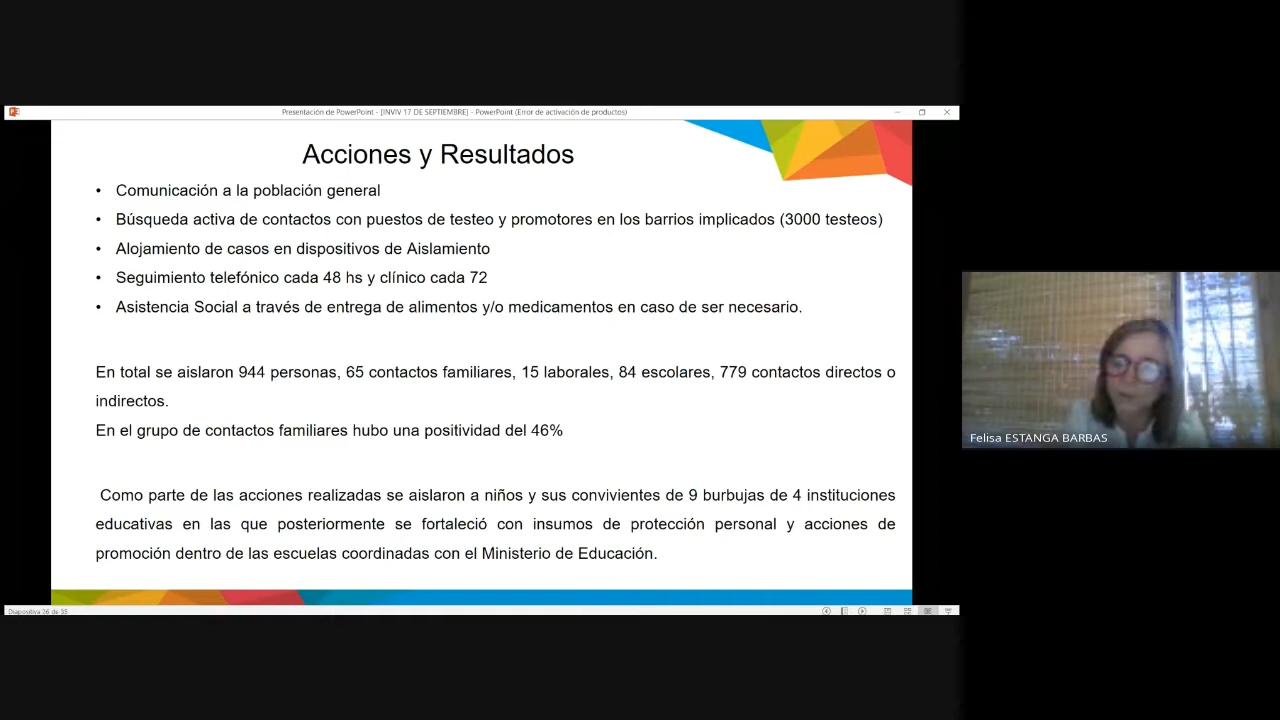 Presentación de PowerPoint - [INVIV 17 DE SEPTIEMBRE] - PowerPoint (Error de activación de productos)
Acciones y Resultados
• Comunicación a la población general
• Búsqueda activa de contactos con puestos de testeo y promotores en los barrios implicados (3000 testeos)
• Alojamiento de casos en dispositivos de Aislamiento
• Seguimiento telefónico cada 48 hs y clínico cada 72
• Asistencia Social a través de entrega de alimentos y/o medicamentos en caso de ser necesario.
En total se aislaron 944 personas, 65 contactos familiares, 15 laborales, 84 escolares, 779 contactos directos o
indirectos.
En el grupo de contactos familiares hubo una positividad del 46%
Como parte de las acciones realizadas se aislaron a niños y sus convivientes de 9 burbujas de 4 instituciones
educativas en las que posteriormente se fortaleció con insumos de protección personal y acciones de
promoción dentro de las escuelas coordinadas con el Ministerio de Educación.
Diapositiva 26 de 35
Felisa ESTANGA BARBAS